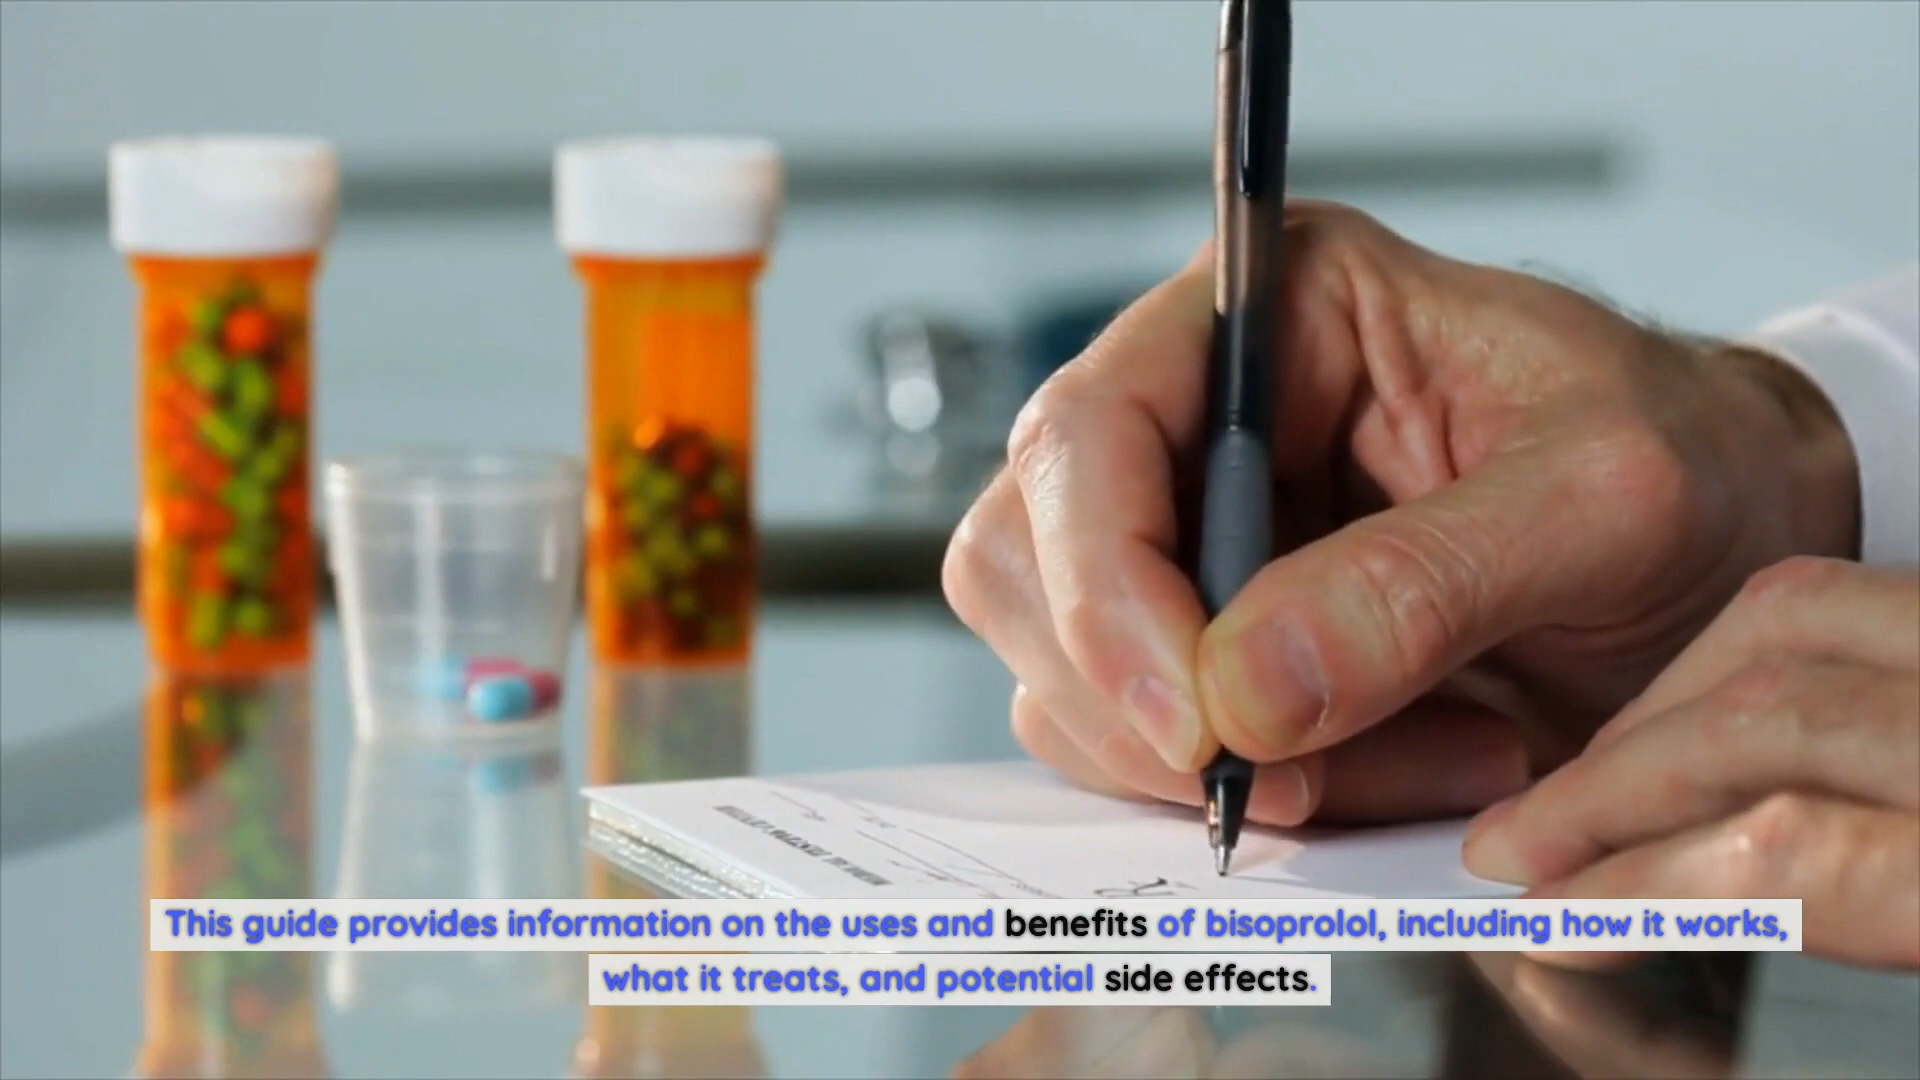 This guide provides information on the uses and benefits of bisoprolol, including how it works,
what it treats, and potential side effects.